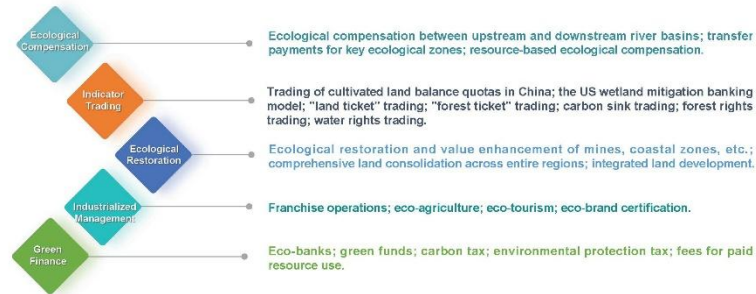 Ecological
Compensation
Ecological compensation between upstream and downstream river basins; transfer
payments for key ecological zones; resource-based ecological compensation.
Indicator
Trading
Trading of cultivated land balance quotas in China; the US wetland mitigation banking
model; "land ticket" trading; "forest ticket" trading; carbon sink trading; forest rights
trading; water rights trading.
Ecological
Restoration
Ecological restoration and value enhancement of mines, coastal zones, etc.;
comprehensive land consolidation across entire regions; integrated land development.
Industrialized
Management
Franchise operations; eco-agriculture; eco-tourism; eco-brand certification.
Green
Finance
Eco-banks; green funds; carbon tax; environmental protection tax; fees for paid
resource use.